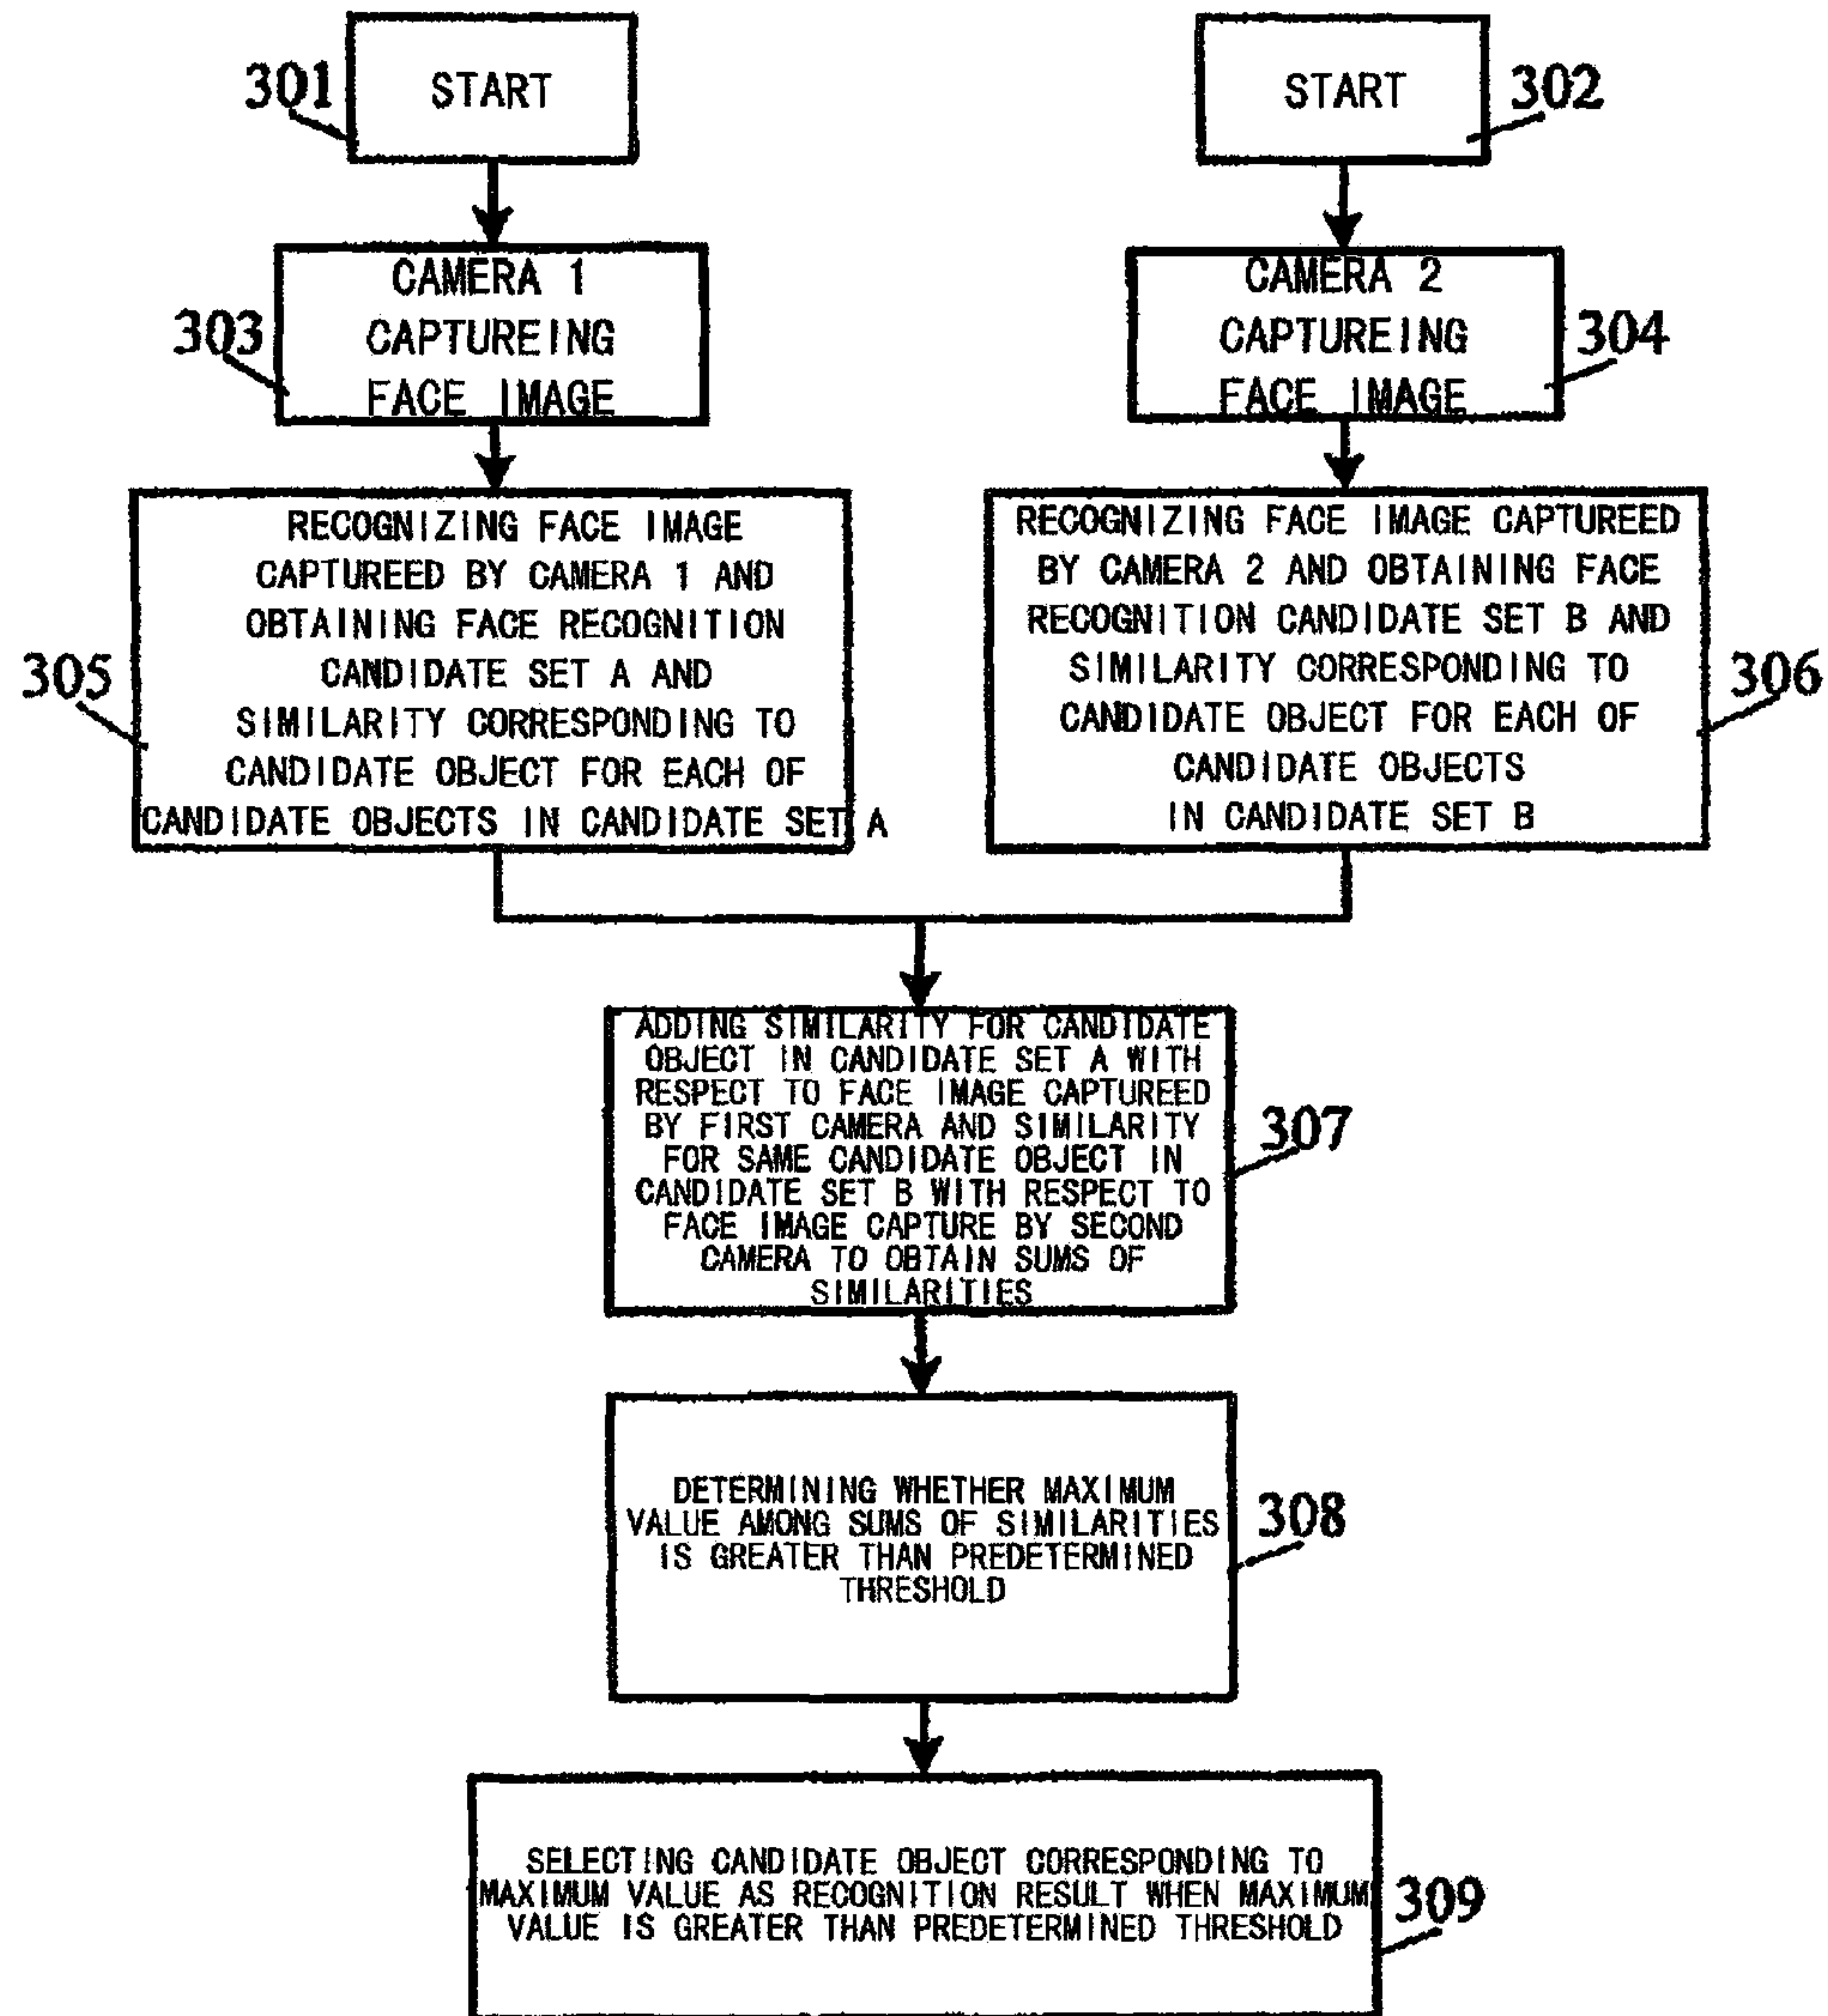 301
START
START
302
303
CAMERA 1
CAPTUREING
FACE IMAGE
CAMERA 2
CAPTUREING
FACE IMAGE
304
305
RECOGNIZING FACE IMAGE
CAPTUREED BY CAMERA 1 AND
OBTAINING FACE RECOGNITION
CANDIDATE SET A AND
SIMILARITY CORRESPONDING TO
CANDIDATE OBJECT FOR EACH OF
CANDIDATE OBJECTS IN CANDIDATE SET A
RECOGNIZING FACE IMAGE CAPTUREED
BY CAMERA 2 AND OBTAINING FACE
RECOGNITION CANDIDATE SET B AND
SIMILARITY CORRESPONDING TO
CANDIDATE OBJECT FOR EACH OF
CANDIDATE OBJECTS
IN CANDIDATE SET B
306
ADDING SIMILARITY FOR CANDIDATE
OBJECT IN CANDIDATE SET A WITH
RESPECT TO FACE IMAGE CAPTUREED
BY FIRST CAMERA AND SIMILARITY
FOR SAME CANDIDATE OBJECT IN
CANDIDATE SET B WITH RESPECT TO
FACE IMAGE CAPTURE BY SECOND
CAMERA TO OBTAIN SUMS OF
SIMILARITIES
307
DETERMINING WHETHER MAXIMUM
VALUE AMONG SUMS OF SIMILARITIES
IS GREATER THAN PREDETERMINED
THRESHOLD
308
SELECTING CANDIDATE OBJECT CORRESPONDING TO
MAXIMUM VALUE AS RECOGNITION RESULT WHEN MAXIMUM
VALUE IS GREATER THAN PREDETERMINED THRESHOLD
309